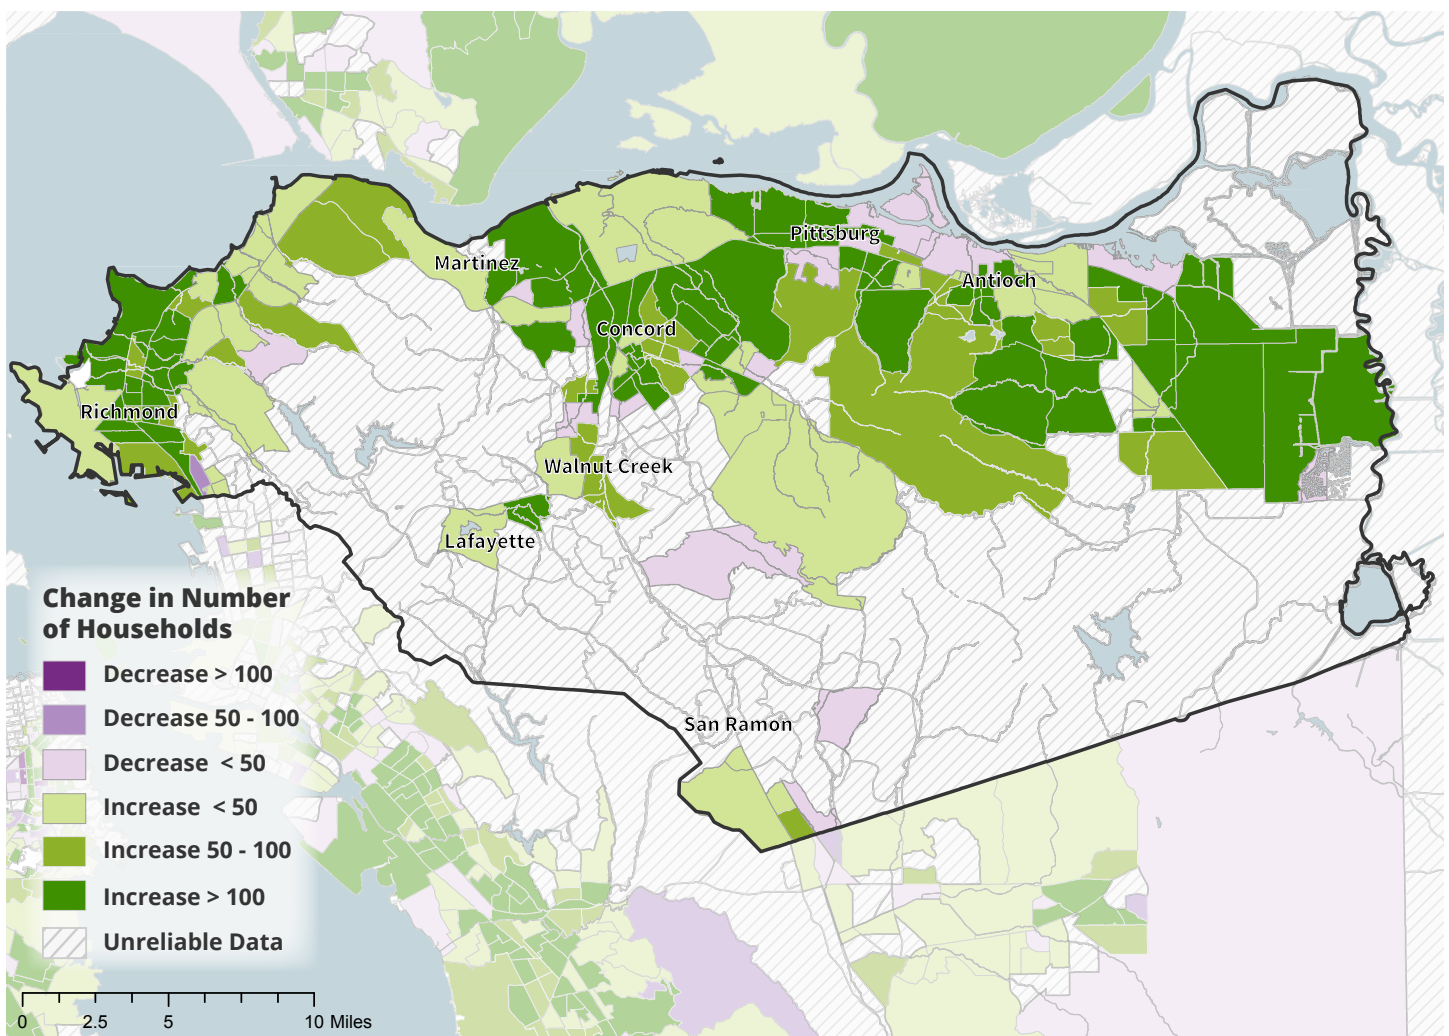 Pittsburg
Martinez
Antioch
Concord
Richmond
Walnut Creek
Lafayette
San Ramon
Change in Number
of Households
Decrease > 100
Decrease 50 - 100
Decrease < 50
Increase < 50
Increase 50 - 100
Increase > 100
Unreliable Data
0 2.5 5 10 Miles